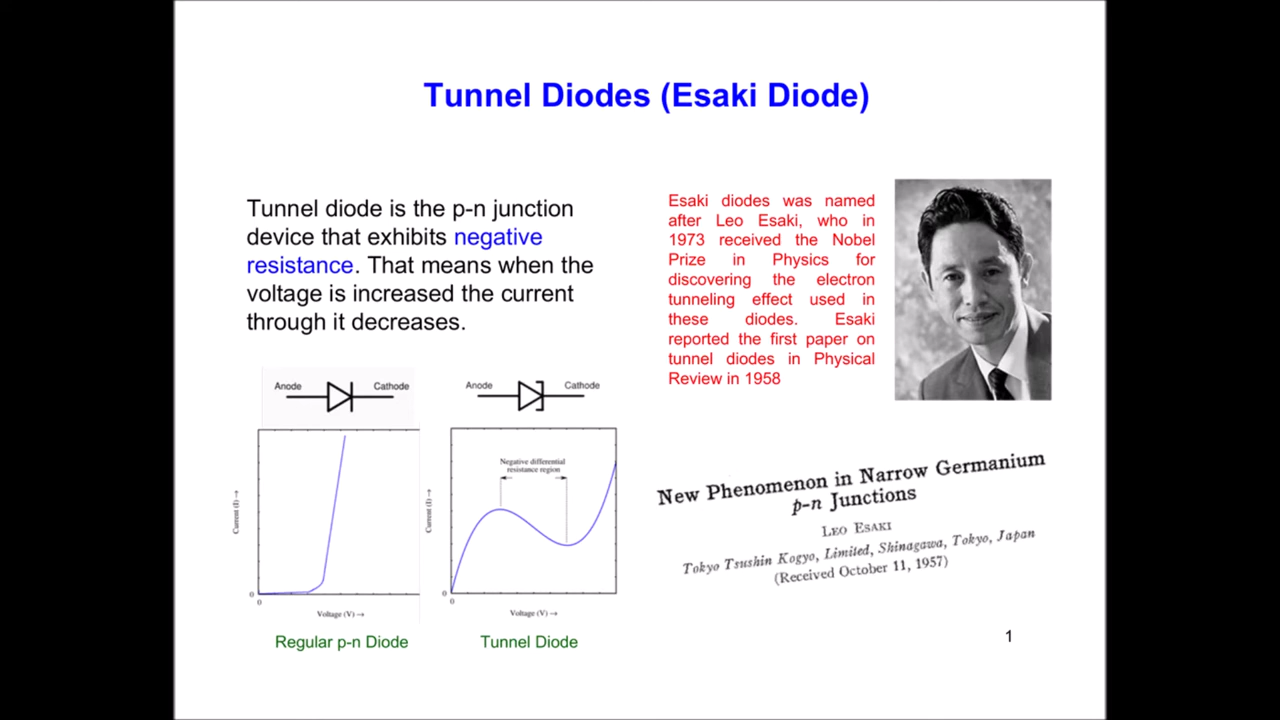 Tunnel Diodes (Esaki Diode)
Tunnel diode is the p-n junction
device that exhibits negative
resistance. That means when the
voltage is increased the current
through it decreases.
Esaki diodes was named
after Leo Esaki, who in
1973 received the Nobel
Prize in Physics for
discovering the electron
tunneling effect used in
these diodes. Esaki
reported the first paper on
tunnel diodes in Physical
Review in 1958
Anode Cathode
Current (I) →
0
0
Voltage (V) →
Regular p-n Diode
Anode Cathode
Negative differential
resistance region
Current (I) →
0
0
Voltage (V) →
Tunnel Diode
New Phenomenon in Narrow Germanium
p-n Junctions
LEO ESAKI
Tokyo Tsushin Kogyo, Limited, Shinagawa, Tokyo, Japan
(Received October 11, 1957)
1